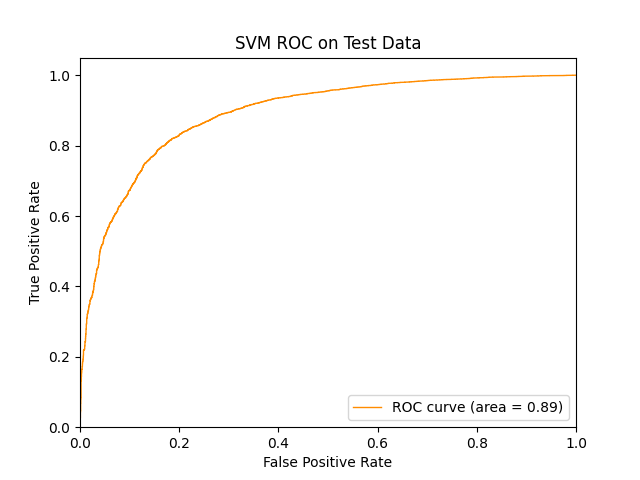 SVM ROC on Test Data
1.0
0.8
0.6
0.4
0.2
0.0
True Positive Rate
ROC curve (area = 0.89)
0.0 0.2 0.4 0.6 0.8 1.0
False Positive Rate